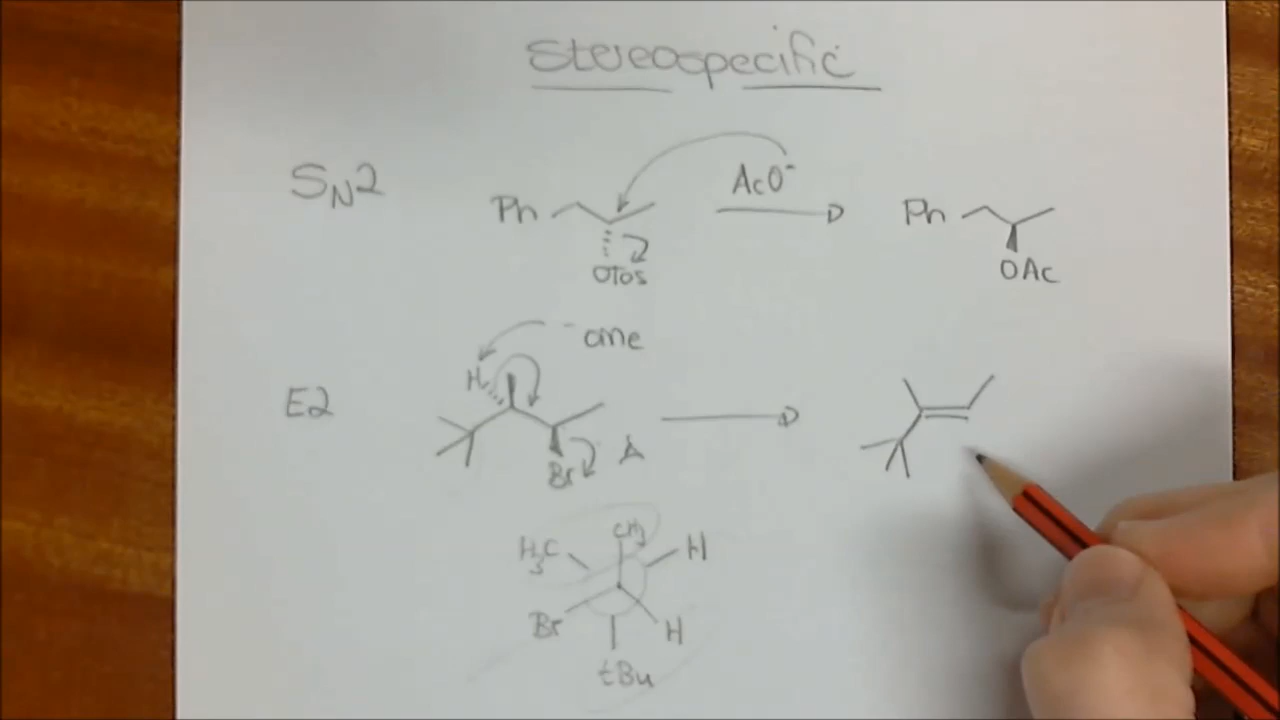 Stereospecific
SN2
AcO⁻
Ph
OTos
Ph
OAc
⁻OMe
E2
H
Br
Δ
CH3
H3C
H
Br
H
tBu